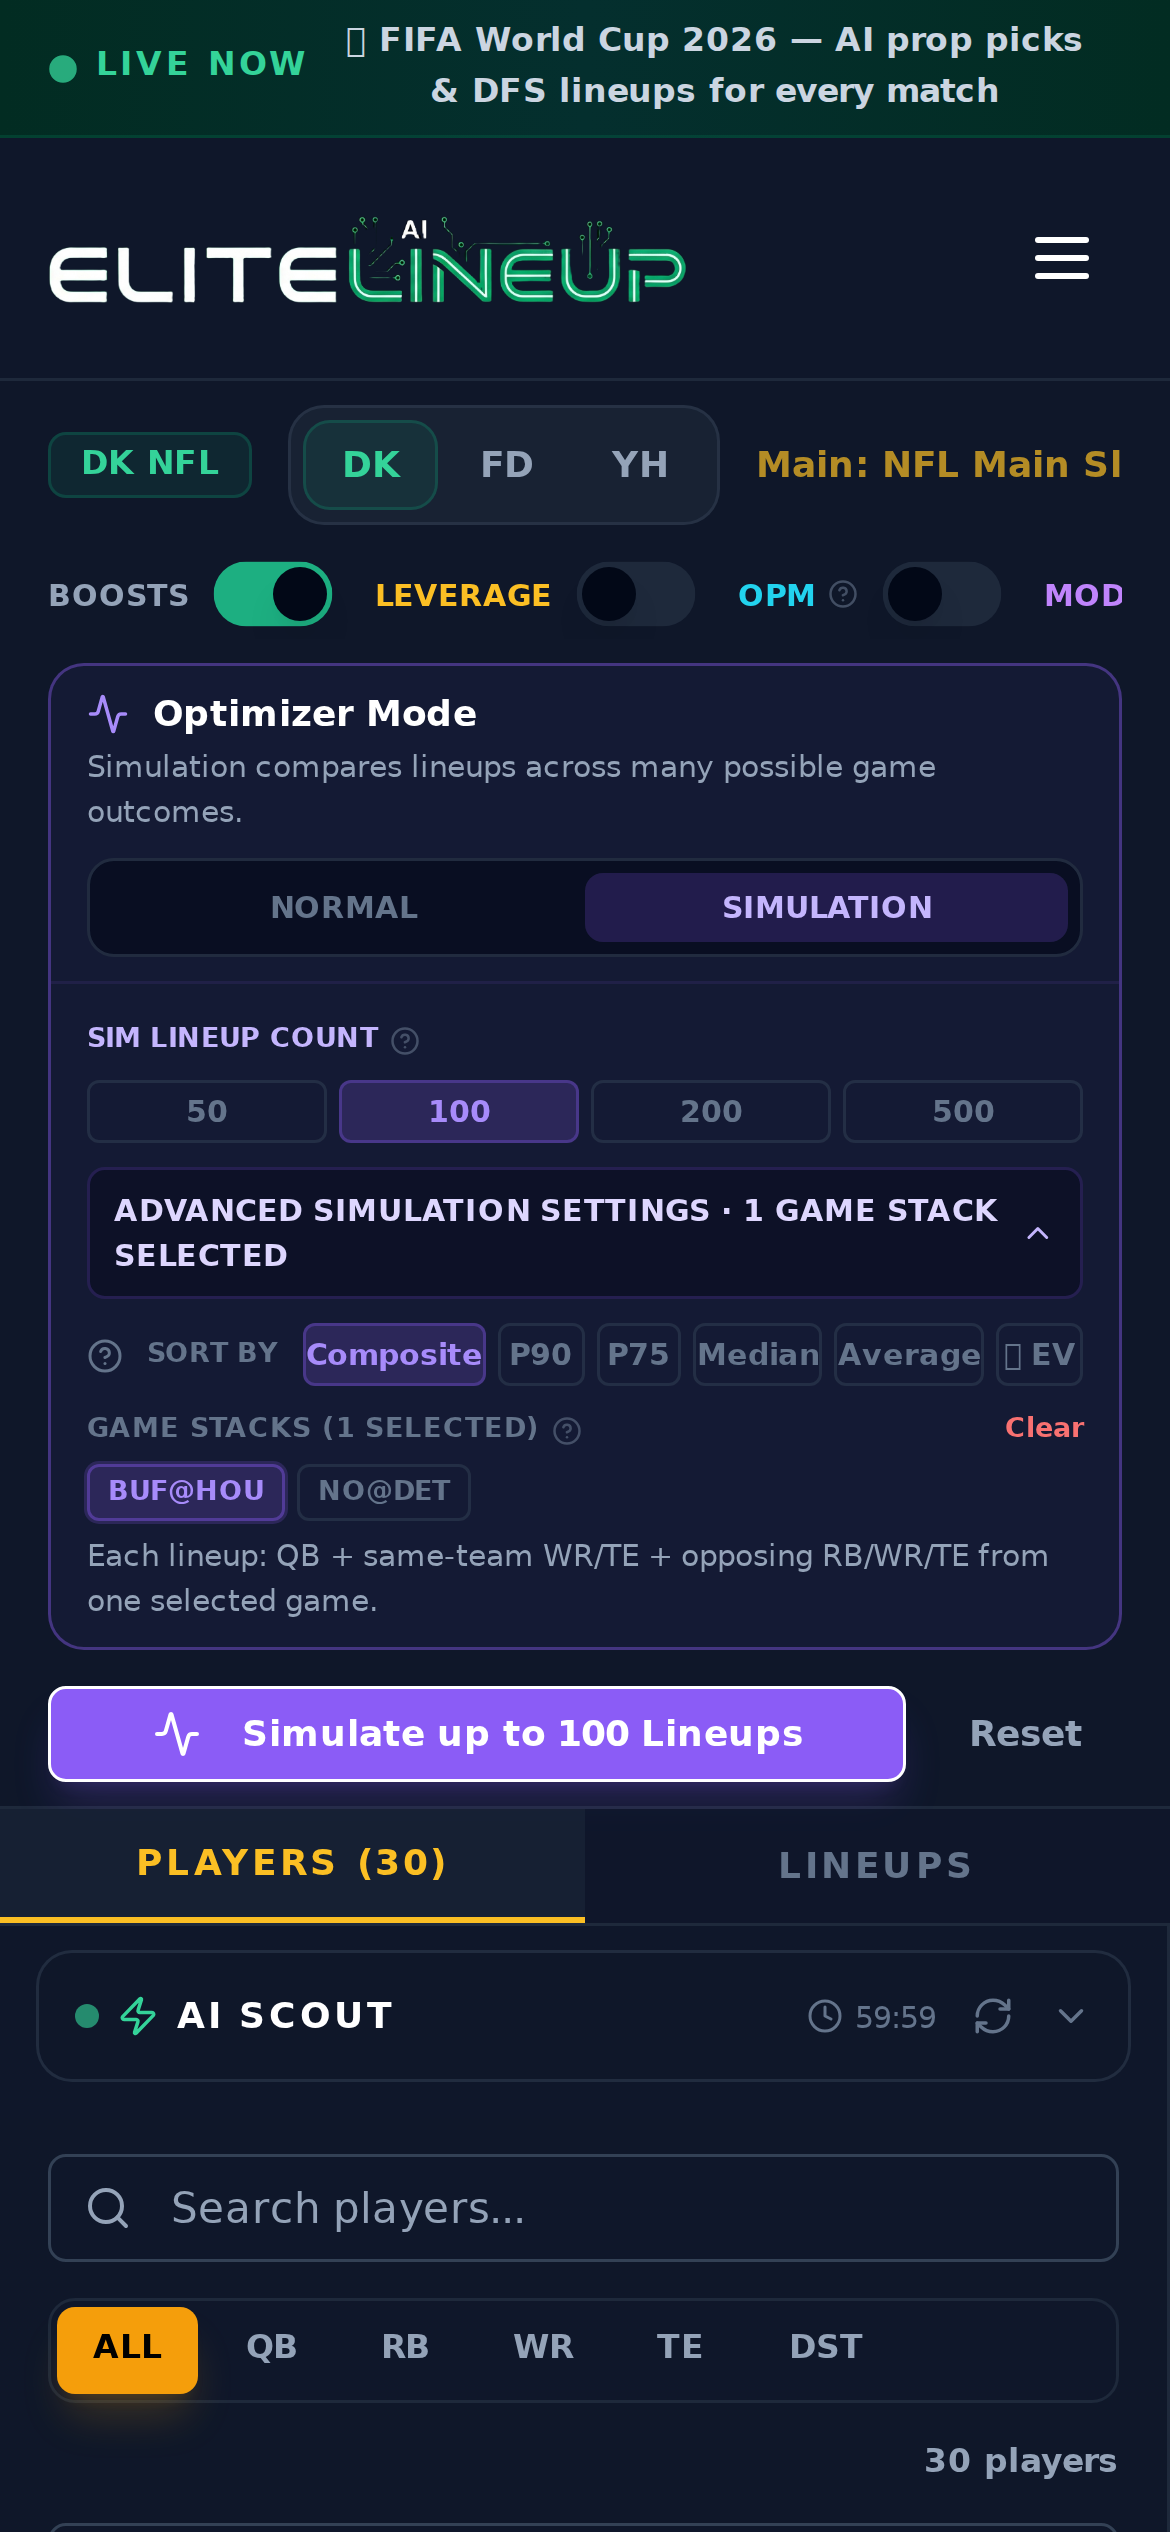 LIVE NOW
FIFA World Cup 2026 — AI prop picks
& DFS lineups for every match
ELITE LINEUP AI
DK NFL
DK FD YH
Main: NFL Main Sl
BOOSTS LEVERAGE OPM MOD
Optimizer Mode
Simulation compares lineups across many possible game
outcomes.
NORMAL SIMULATION
SIM LINEUP COUNT
50 100 200 500
ADVANCED SIMULATION SETTINGS · 1 GAME STACK
SELECTED
SORT BY Composite P90 P75 Median Average EV
GAME STACKS (1 SELECTED) Clear
BUF@HOU NO@DET
Each lineup: QB + same-team WR/TE + opposing RB/WR/TE from
one selected game.
Simulate up to 100 Lineups Reset
PLAYERS (30) LINEUPS
AI SCOUT 59:59
Search players...
ALL QB RB WR TE DST
30 players